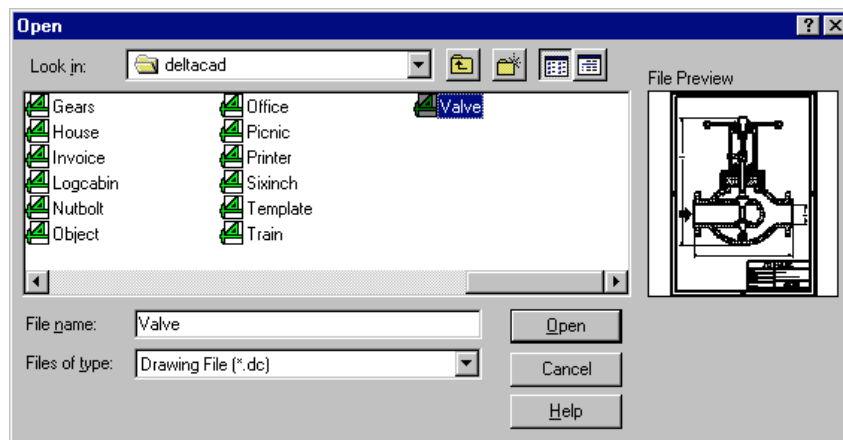 Open
Look in: deltacad
File Preview
Gears Office Valve
House Picnic
Invoice Printer
Logcabin Sixinch
Nutbolt Template
Object Train
File name: Valve Open
Files of type: Drawing File (*.dc) Cancel
Help